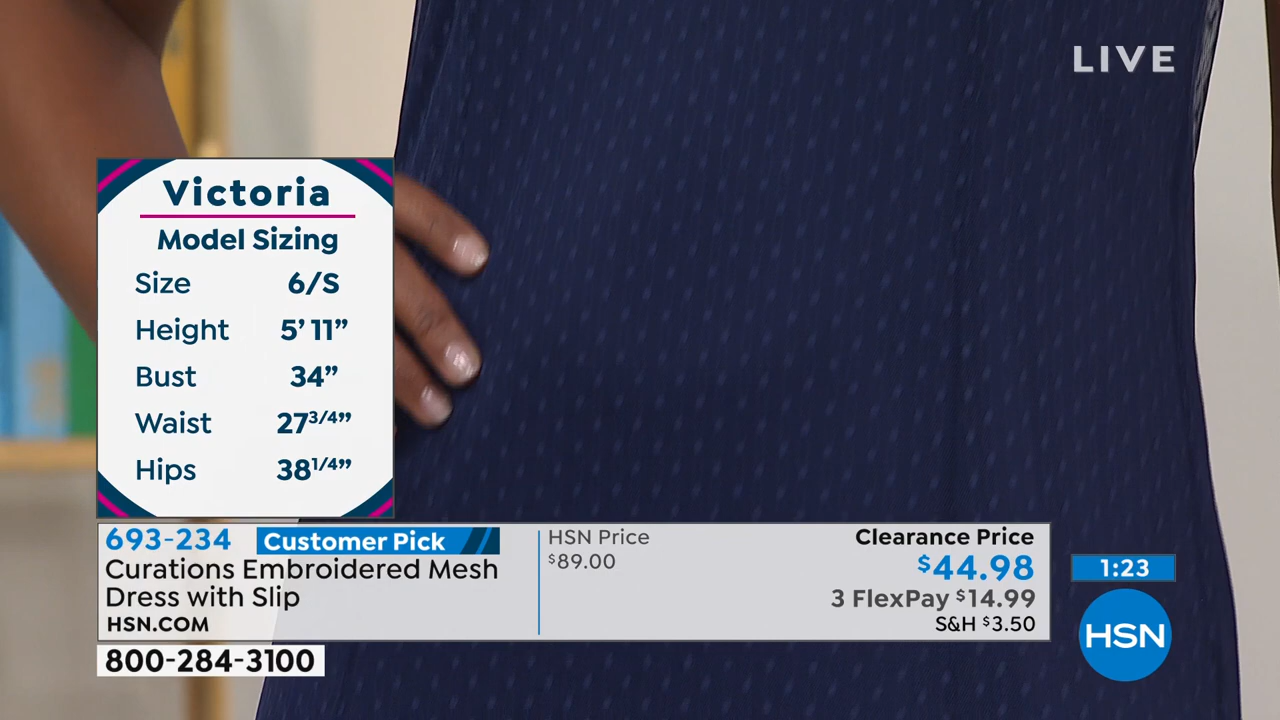 LIVE
Victoria
Model Sizing
Size 6/S
Height 5' 11”
Bust 34”
Waist 27 3/4”
Hips 38 1/4”
693-234 Customer Pick
Curations Embroidered Mesh
Dress with Slip
HSN.COM
800-284-3100
HSN Price
$89.00
Clearance Price
$44.98
3 FlexPay $14.99
S&H $3.50
1:23
HSN